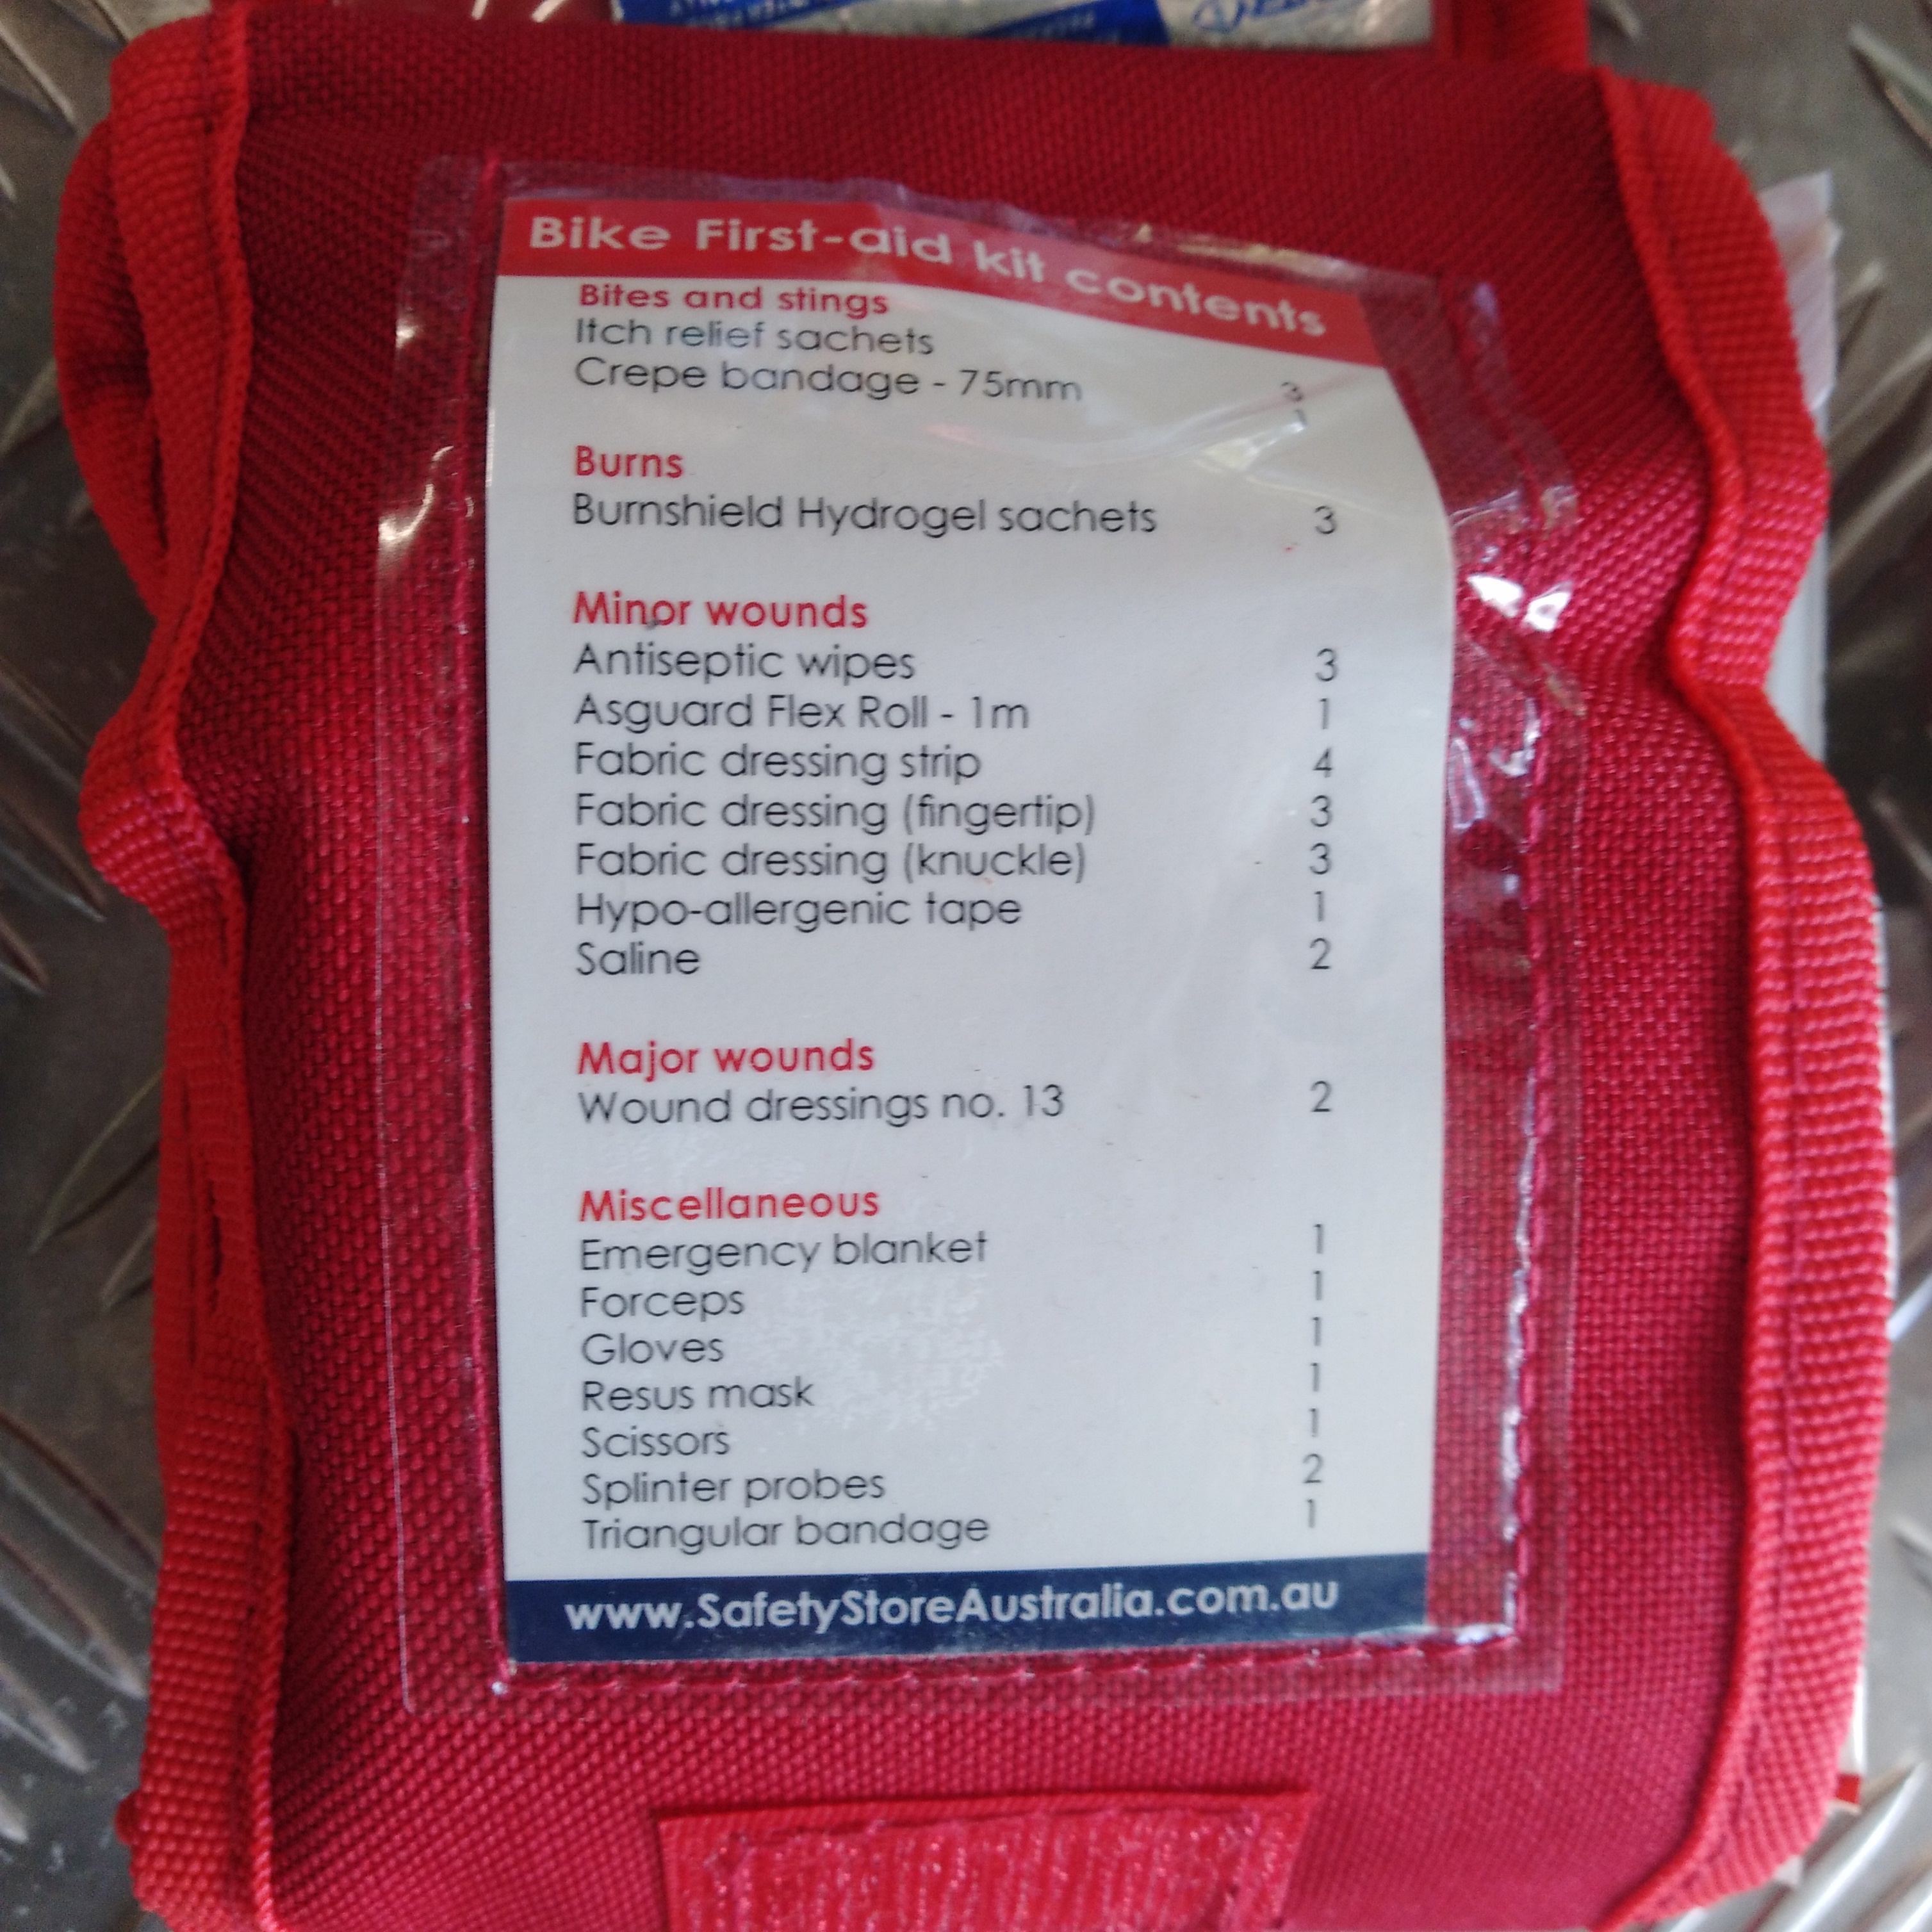 Bike First-aid kit contents
Bites and stings
Itch relief sachets 3
Crepe bandage - 75mm 1
Burns
Burnshield Hydrogel sachets 3
Minor wounds
Antiseptic wipes 3
Asguard Flex Roll - 1m 1
Fabric dressing strip 4
Fabric dressing (fingertip) 3
Fabric dressing (knuckle) 3
Hypo-allergenic tape 1
Saline 2
Major wounds
Wound dressings no. 13 2
Miscellaneous
Emergency blanket 1
Forceps 1
Gloves 1
Resus mask 1
Scissors 1
Splinter probes 2
Triangular bandage 1
www.SafetyStoreAustralia.com.au